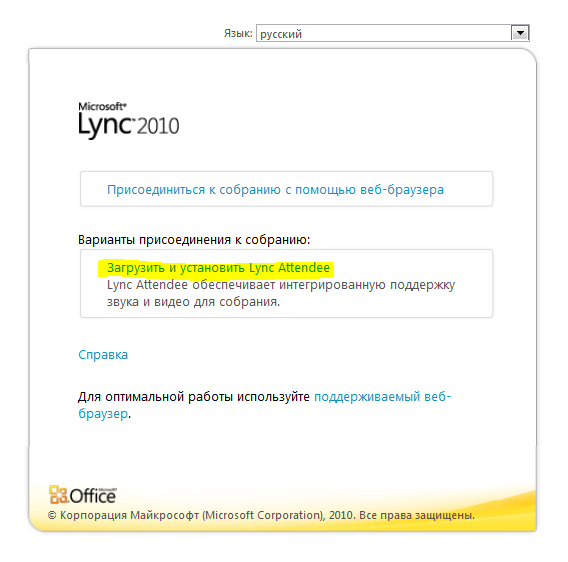 Язык: русский
Microsoft®
Lync™ 2010
Присоединиться к собранию с помощью веб-браузера
Варианты присоединения к собранию:
Загрузить и установить Lync Attendee
Lync Attendee обеспечивает интегрированную поддержку
звука и видео для собрания.
Справка
Для оптимальной работы используйте поддерживаемый веб-
браузер.
Microsoft®
Office
© Корпорация Майкрософт (Microsoft Corporation), 2010. Все права защищены.